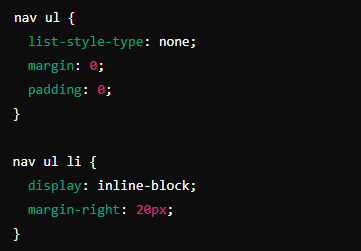 nav ul {
  list-style-type: none;
  margin: 0;
  padding: 0;
}

nav ul li {
  display: inline-block;
  margin-right: 20px;
}